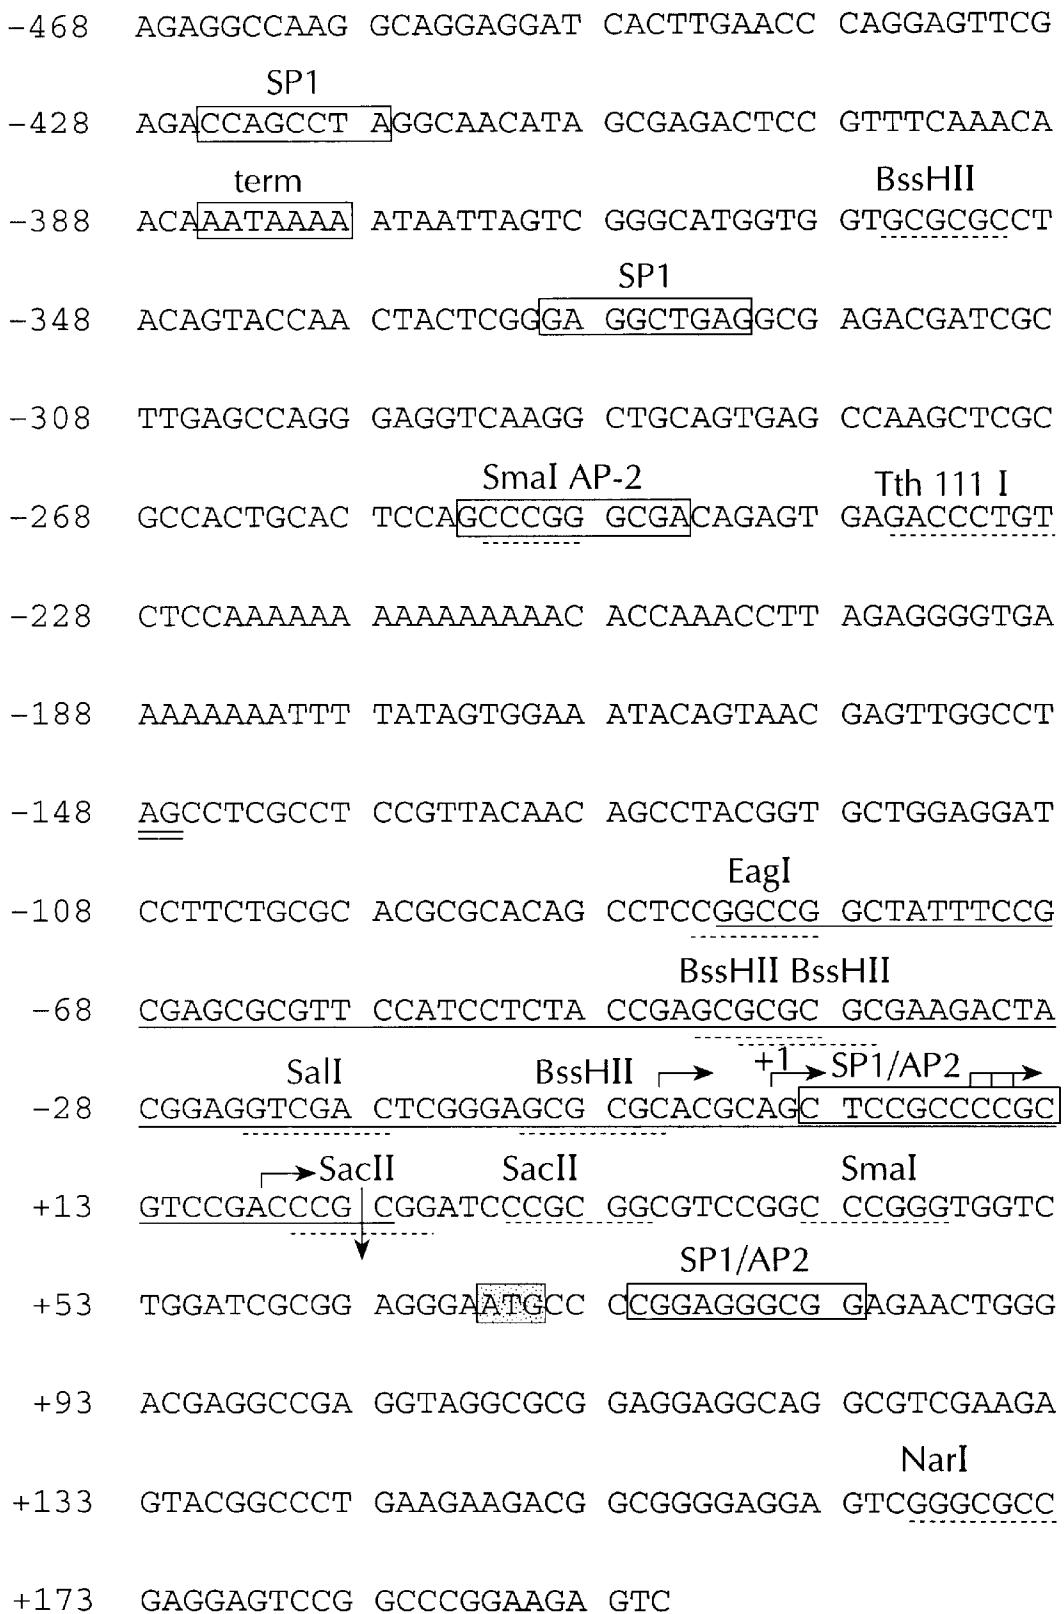 -468 AGAGGCCAAG GCAGGAGGAT CACTTGAACC CAGGAGTTCG
SP1
-428 AGACCAGCCT AGGCAACATA GCGAGACTCC GTTTCAAACA
term BssHII
-388 ACAAATAAAA ATAATTAGTC GGGCATGGTG GTGCGCGCCT
SP1
-348 ACAGTACCAA CTACTCGGGA GGCTGAGGCG AGACGATCGC
-308 TTGAGCCAGG GAGGTCAAGG CTGCAGTGAG CCAAGCTCGC
SmaI AP-2 Tth 111 I
-268 GCCACTGCAC TCCAGCCCGG GCGACAGAGT GAGACCCTGT
-228 CTCCAAAAAA AAAAAAAAAC ACCAAACCTT AGAGGGGTGA
-188 AAAAAAATTT TATAGTGGAA ATACAGTAAC GAGTTGGCCT
-148 AGCCTCGCCT CCGTTACAAC AGCCTACGGT GCTGGAGGAT
EagI
-108 CCTTCTGCGC ACGCGCACAG CCTCCGGCCG GCTATTTCCG
BssHII BssHII
-68 CGAGCGCGTT CCATCCTCTA CCGAGCGCGC GCGAAGACTA
SalI BssHII +1 SP1/AP2
-28 CGGAGGTCGA CTCGGGAGCG CGCACGCAGC TCCGCCCCGC
SacII SacII SmaI
+13 GTCCGACCCG CGGATCCCGC GGCGTCCGGC CCGGGTGGTC
SP1/AP2
+53 TGGATCGCGG AGGGAATGCC CCGGAGGGCG GAGAACTGGG
+93 ACGAGGCCGA GGTAGGCGCG GAGGAGGCAG GCGTCGAAGA
NarI
+133 GTACGGCCCT GAAGAAGACG GCGGGGAGGA GTCGGGCGCC
+173 GAGGAGTCCG GCCCGGAAGA GTC